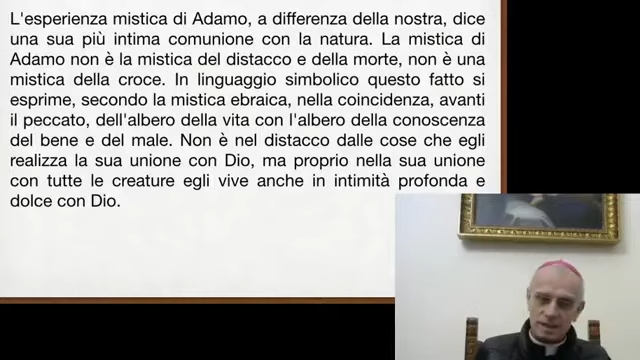 L'esperienza mistica di Adamo, a differenza della nostra, dice
una sua più intima comunione con la natura. La mistica di
Adamo non è la mistica del distacco e della morte, non è una
mistica della croce. In linguaggio simbolico questo fatto si
esprime, secondo la mistica ebraica, nella coincidenza, avanti
il peccato, dell'albero della vita con l'albero della conoscenza
del bene e del male. Non è nel distacco dalle cose che egli
realizza la sua unione con Dio, ma proprio nella sua unione
con tutte le creature egli vive anche in intimità profonda e
dolce con Dio.